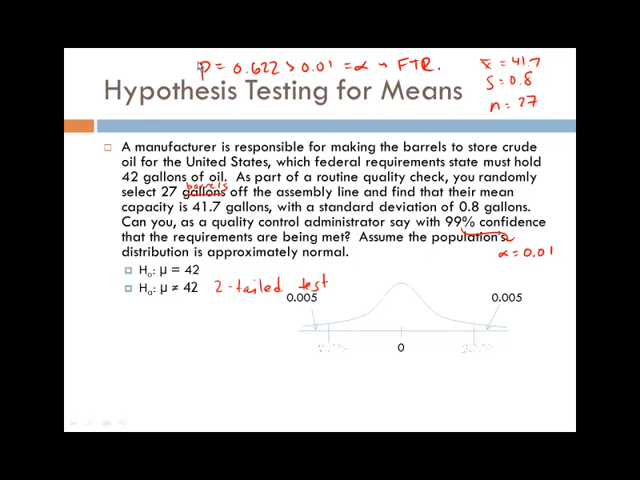 p = 0.622 > 0.01 = α → FTR.
x̄ = 41.7
s = 0.8
n = 27
Hypothesis Testing for Means
A manufacturer is responsible for making the barrels to store crude
oil for the United States, which federal requirements state must hold
42 gallons of oil. As part of a routine quality check, you randomly
barrels
select 27 gallons off the assembly line and find that their mean
capacity is 41.7 gallons, with a standard deviation of 0.8 gallons.
Can you, as a quality control administrator say with 99% confidence
that the requirements are being met? Assume the population's
distribution is approximately normal.
α = 0.01
H₀: μ = 42
Hₐ: μ ≠ 42 2-tailed test
0.005 0.005
0